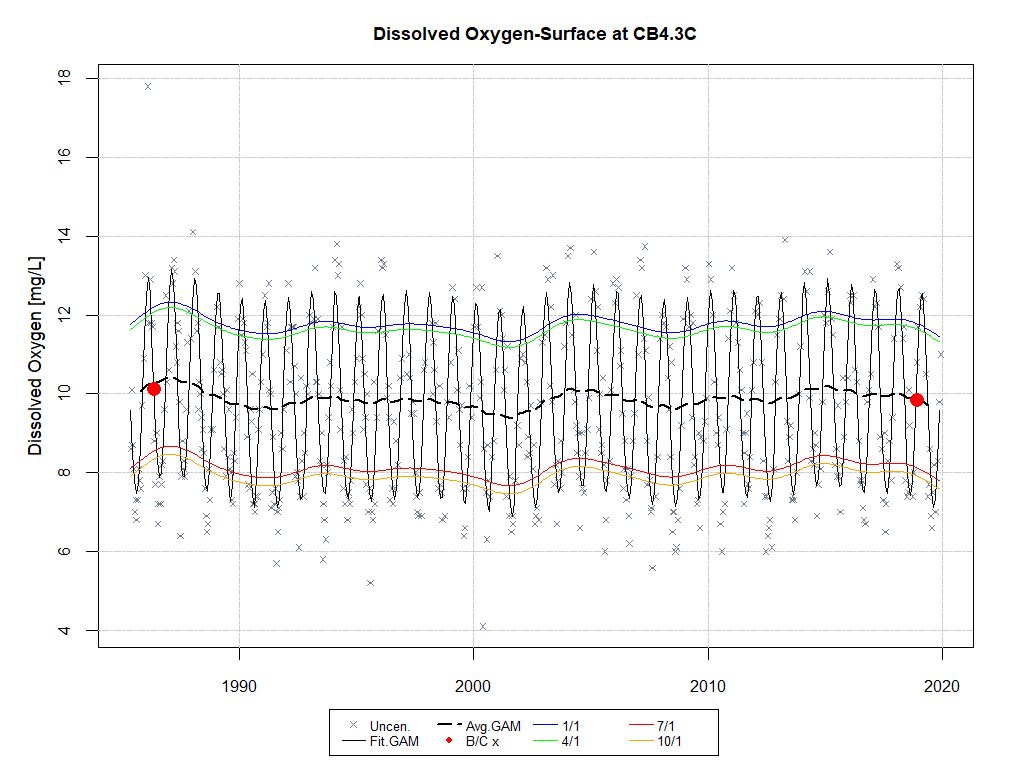 Dissolved Oxygen-Surface at CB4.3C
Dissolved Oxygen [mg/L]
18
16
14
12
10
8
6
4
1990 2000 2010 2020
Uncen. Avg.GAM 1/1 7/1
Fit.GAM B/C x 4/1 10/1